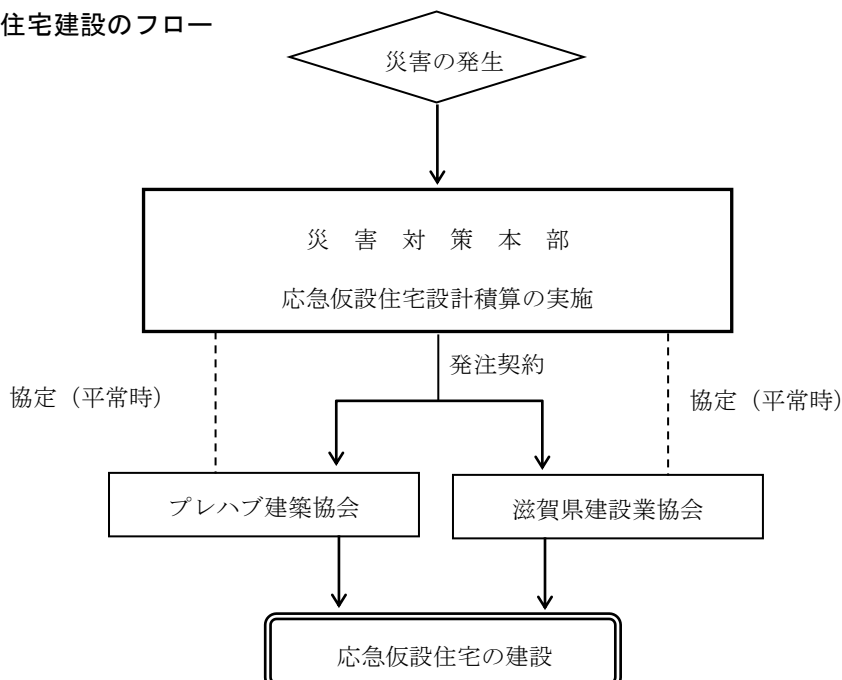 住宅建設のフロー
災害の発生
災 害 対 策 本 部
応急仮設住宅設計積算の実施
発注契約
協定（平常時）
協定（平常時）
プレハブ建築協会
滋賀県建設業協会
応急仮設住宅の建設